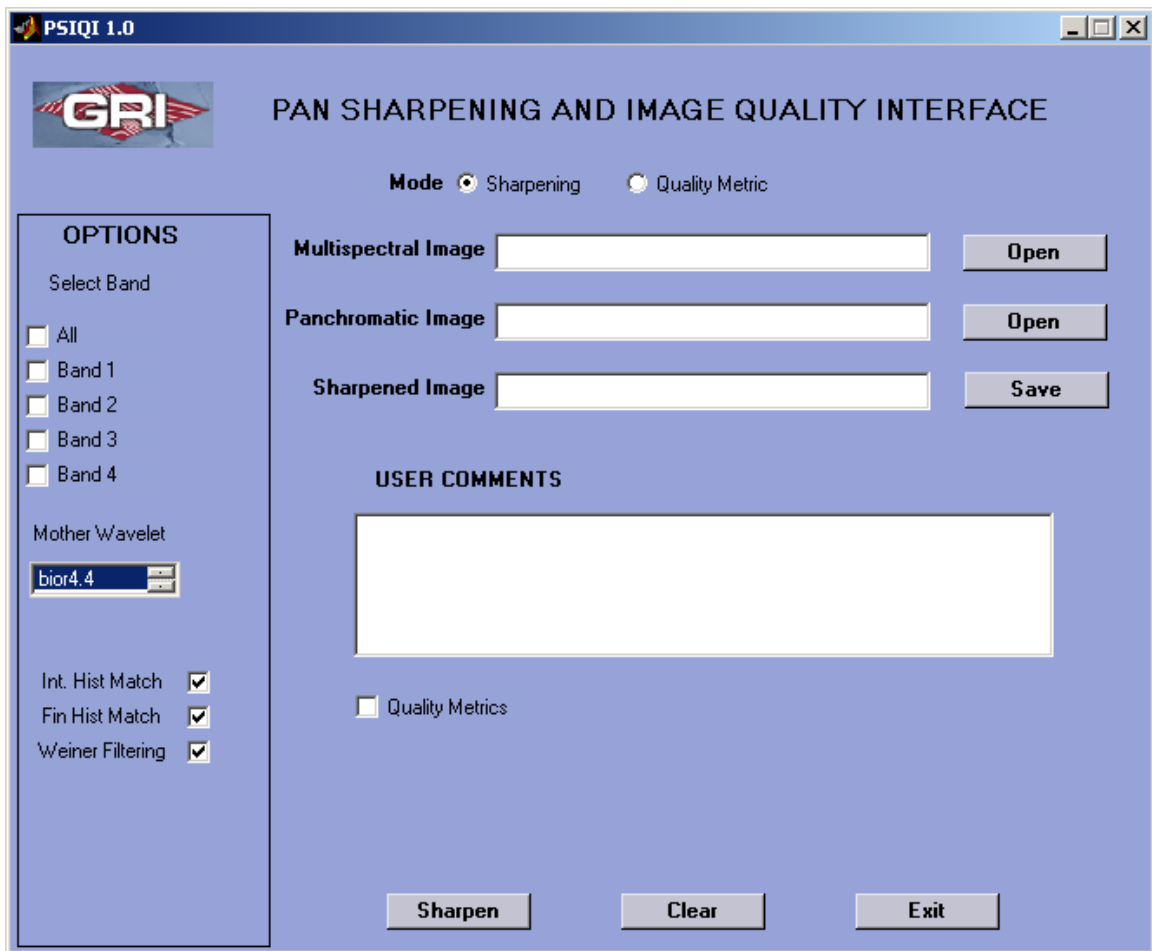 PSIQI 1.0
GRI
PAN SHARPENING AND IMAGE QUALITY INTERFACE
Mode Sharpening Quality Metric
OPTIONS
Select Band
All
Band 1
Band 2
Band 3
Band 4
Mother Wavelet
bior4.4
Int. Hist Match
Fin Hist Match
Weiner Filtering
Multispectral Image Open
Panchromatic Image Open
Sharpened Image Save
USER COMMENTS
Quality Metrics
Sharpen Clear Exit